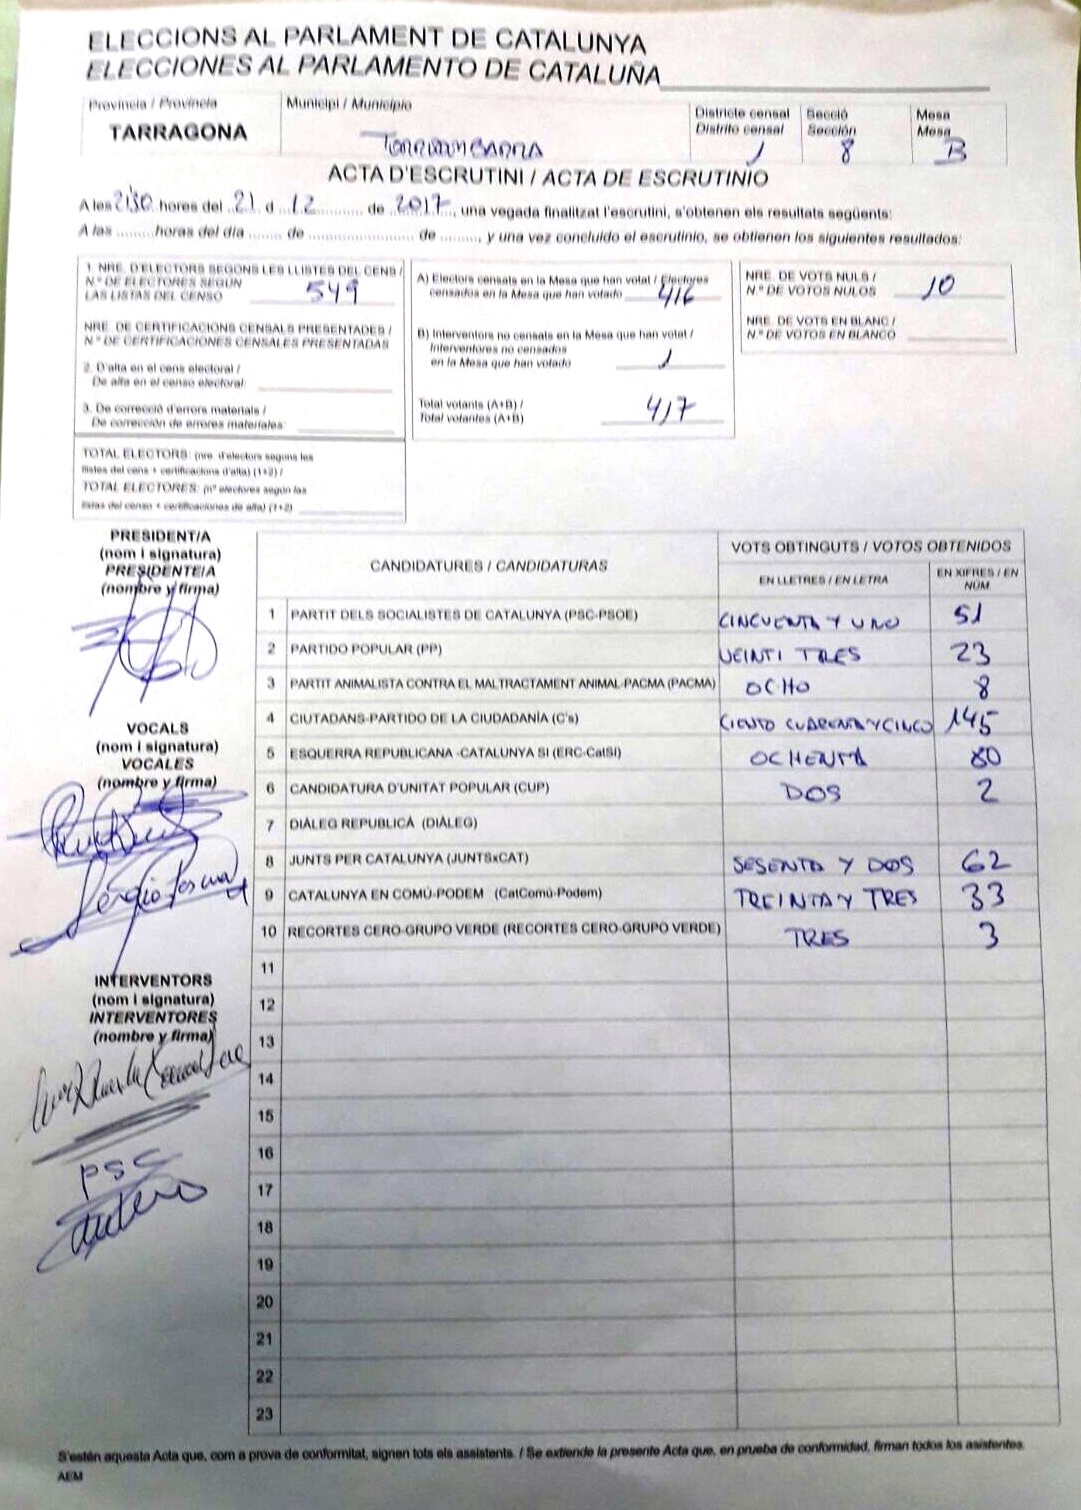 ELECCIONS AL PARLAMENT DE CATALUNYA
ELECCIONES AL PARLAMENTO DE CATALUÑA
Província / Provincia
TARRAGONA
Municipi / Municipio
TORREDEMBARRA
Districte censal
Distrito censal
1
Secció
Sección
8
Mesa
Mesa
B
ACTA D'ESCRUTINI / ACTA DE ESCRUTINIO
A les 21'30 hores del 21 d 12 de 2017, una vegada finalitzat l'escrutini, s'obtenen els resultats següents:
A las .........horas del día ........ de ........................ de ........., y una vez concluido el escrutinio, se obtienen los siguientes resultados:
1. NRE. D'ELECTORS SEGONS LES LLISTES DEL CENS /
N.º DE ELECTORES SEGÚN
LAS LISTAS DEL CENSO 549
NRE. DE CERTIFICACIONS CENSALS PRESENTADES /
N.º DE CERTIFICACIONES CENSALES PRESENTADAS
2. D'alta en el cens electoral /
De alta en el censo electoral:
3. De correcció d'errors materials /
De corrección de errores materiales:
TOTAL ELECTORS: (nre. d'electors segons les
llistes del cens + certificacions d'alta) (1+2) /
TOTAL ELECTORES: (nº electores según las
listas del censo + certificaciones de alta) (1+2)
A) Electors censats en la Mesa que han votat / Electores
censados en la Mesa que han votado 416
B) Interventors no censats en la Mesa que han votat /
Interventores no censados
en la Mesa que han votado 1
Total votants (A+B) /
Total votantes (A+B) 417
NRE. DE VOTS NULS /
N.º DE VOTOS NULOS 10
NRE. DE VOTS EN BLANC /
N.º DE VOTOS EN BLANCO
PRESIDENT/A
(nom i signatura)
PRESIDENTE/A
(nombre y firma)
VOCALS
(nom i signatura)
VOCALES
(nombre y firma)
INTERVENTORS
(nom i signatura)
INTERVENTORES
(nombre y firma)
PSC
CANDIDATURES / CANDIDATURAS
VOTS OBTINGUTS / VOTOS OBTENIDOS
EN LLETRES / EN LETRA
EN XIFRES / EN NÚM
1 PARTIT DELS SOCIALISTES DE CATALUNYA (PSC-PSOE) CINCUENTA Y UNO 51
2 PARTIDO POPULAR (PP) VEINTI TRES 23
3 PARTIT ANIMALISTA CONTRA EL MALTRACTAMENT ANIMAL-PACMA (PACMA) OCHO 8
4 CIUTADANS-PARTIDO DE LA CIUDADANÍA (C's) CIENTO CUARENTA Y CINCO 145
5 ESQUERRA REPUBLICANA -CATALUNYA SI (ERC-CatSI) OCHENTA 80
6 CANDIDATURA D'UNITAT POPULAR (CUP) DOS 2
7 DIÀLEG REPUBLICÀ (DIÀLEG)
8 JUNTS PER CATALUNYA (JUNTSxCAT) SESENTA Y DOS 62
9 CATALUNYA EN COMÚ-PODEM (CatComú-Podem) TREINTA Y TRES 33
10 RECORTES CERO-GRUPO VERDE (RECORTES CERO-GRUPO VERDE) TRES 3
11
12
13
14
15
16
17
18
19
20
21
22
23
S'estén aquesta Acta que, com a prova de conformitat, signen tots els assistents. / Se extiende la presente Acta que, en prueba de conformidad, firman todos los asistentes.
AEM